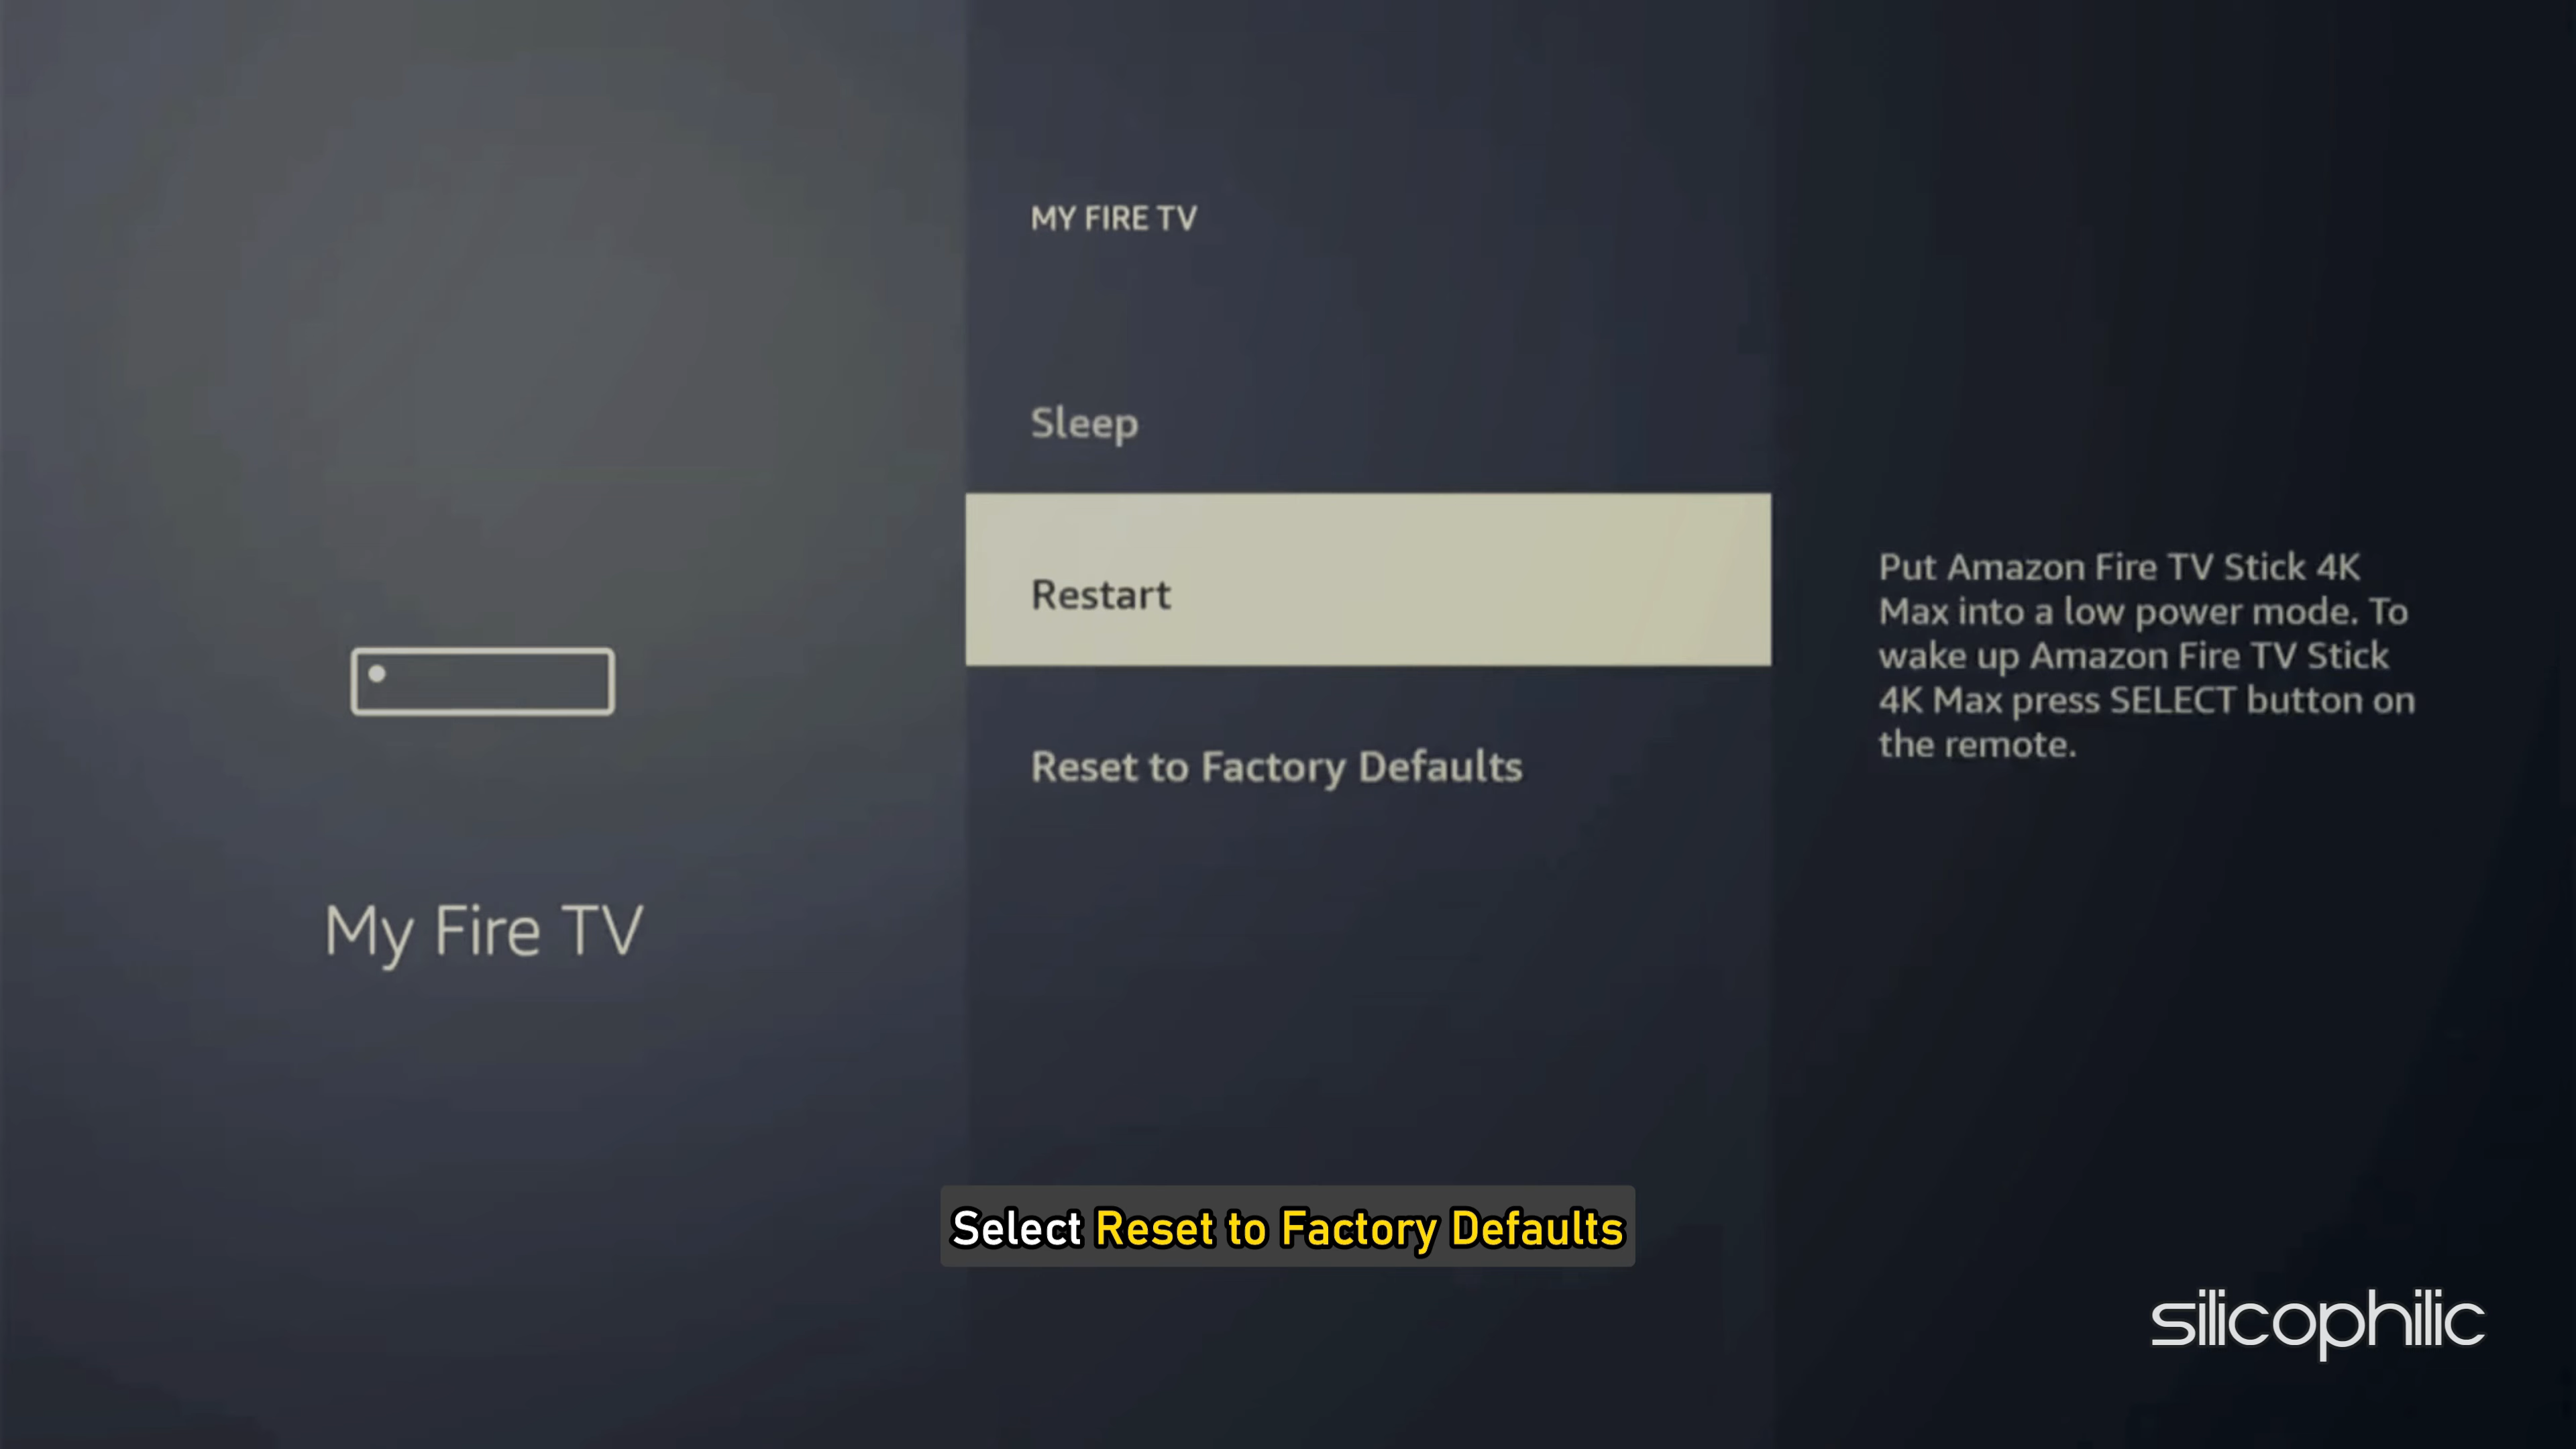 MY FIRE TV
Sleep
Restart
Reset to Factory Defaults
Put Amazon Fire TV Stick 4K
Max into a low power mode. To
wake up Amazon Fire TV Stick
4K Max press SELECT button on
the remote.
My Fire TV
Select Reset to Factory Defaults
silicophilic